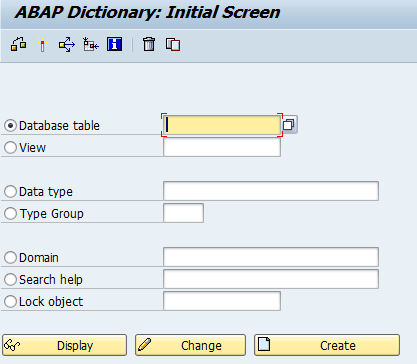 ABAP Dictionary: Initial Screen
Database table
View
Data type
Type Group
Domain
Search help
Lock object
Display Change Create